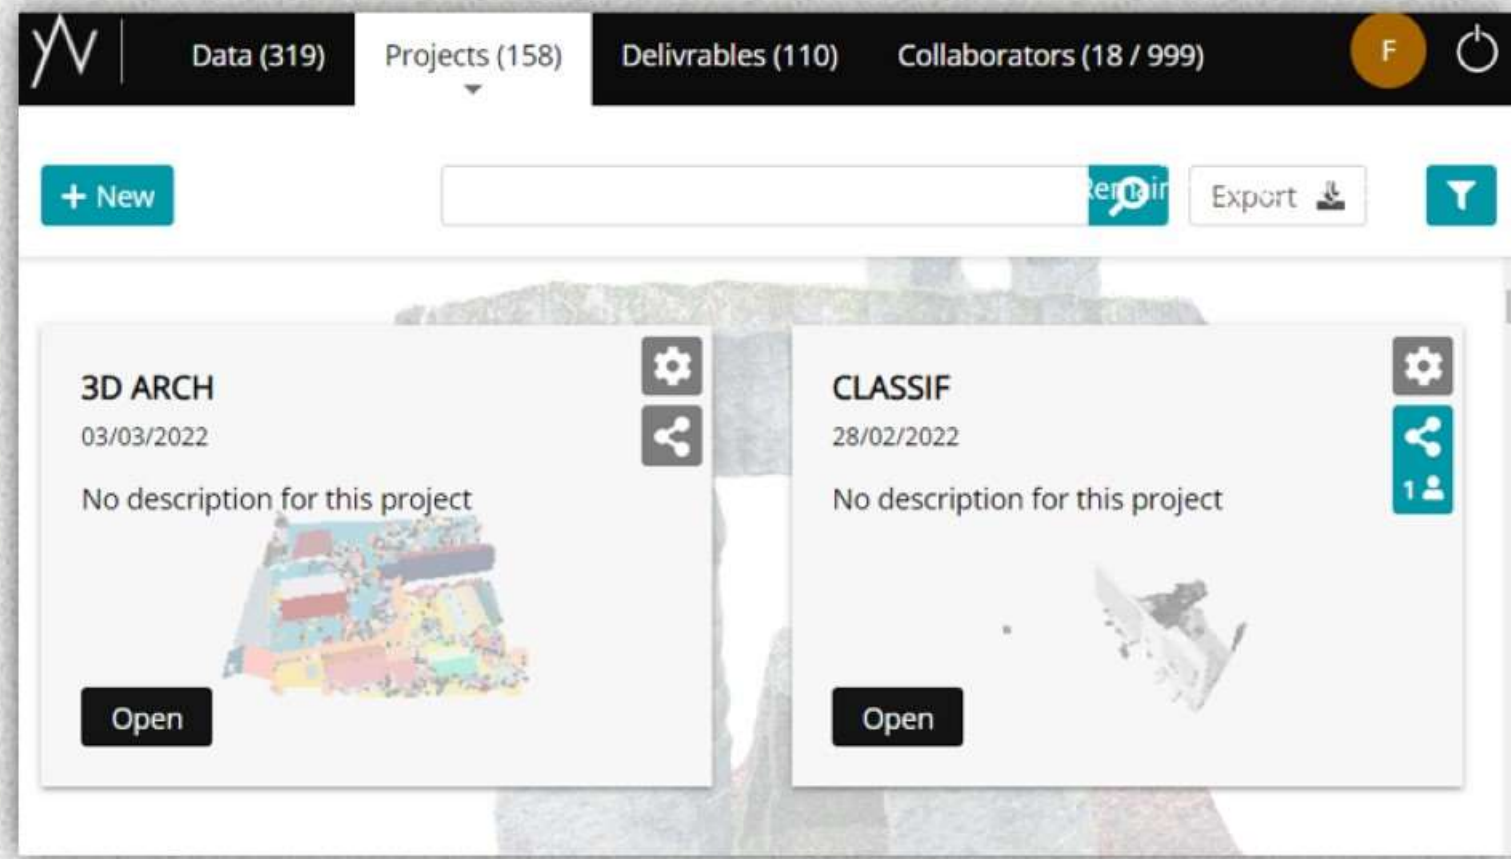 Data (319)
Projects (158)
Delivrables (110)
Collaborators (18 / 999)
F
+ New
Remain
Export
3D ARCH
03/03/2022
No description for this project
Open
CLASSIF
28/02/2022
1
No description for this project
Open